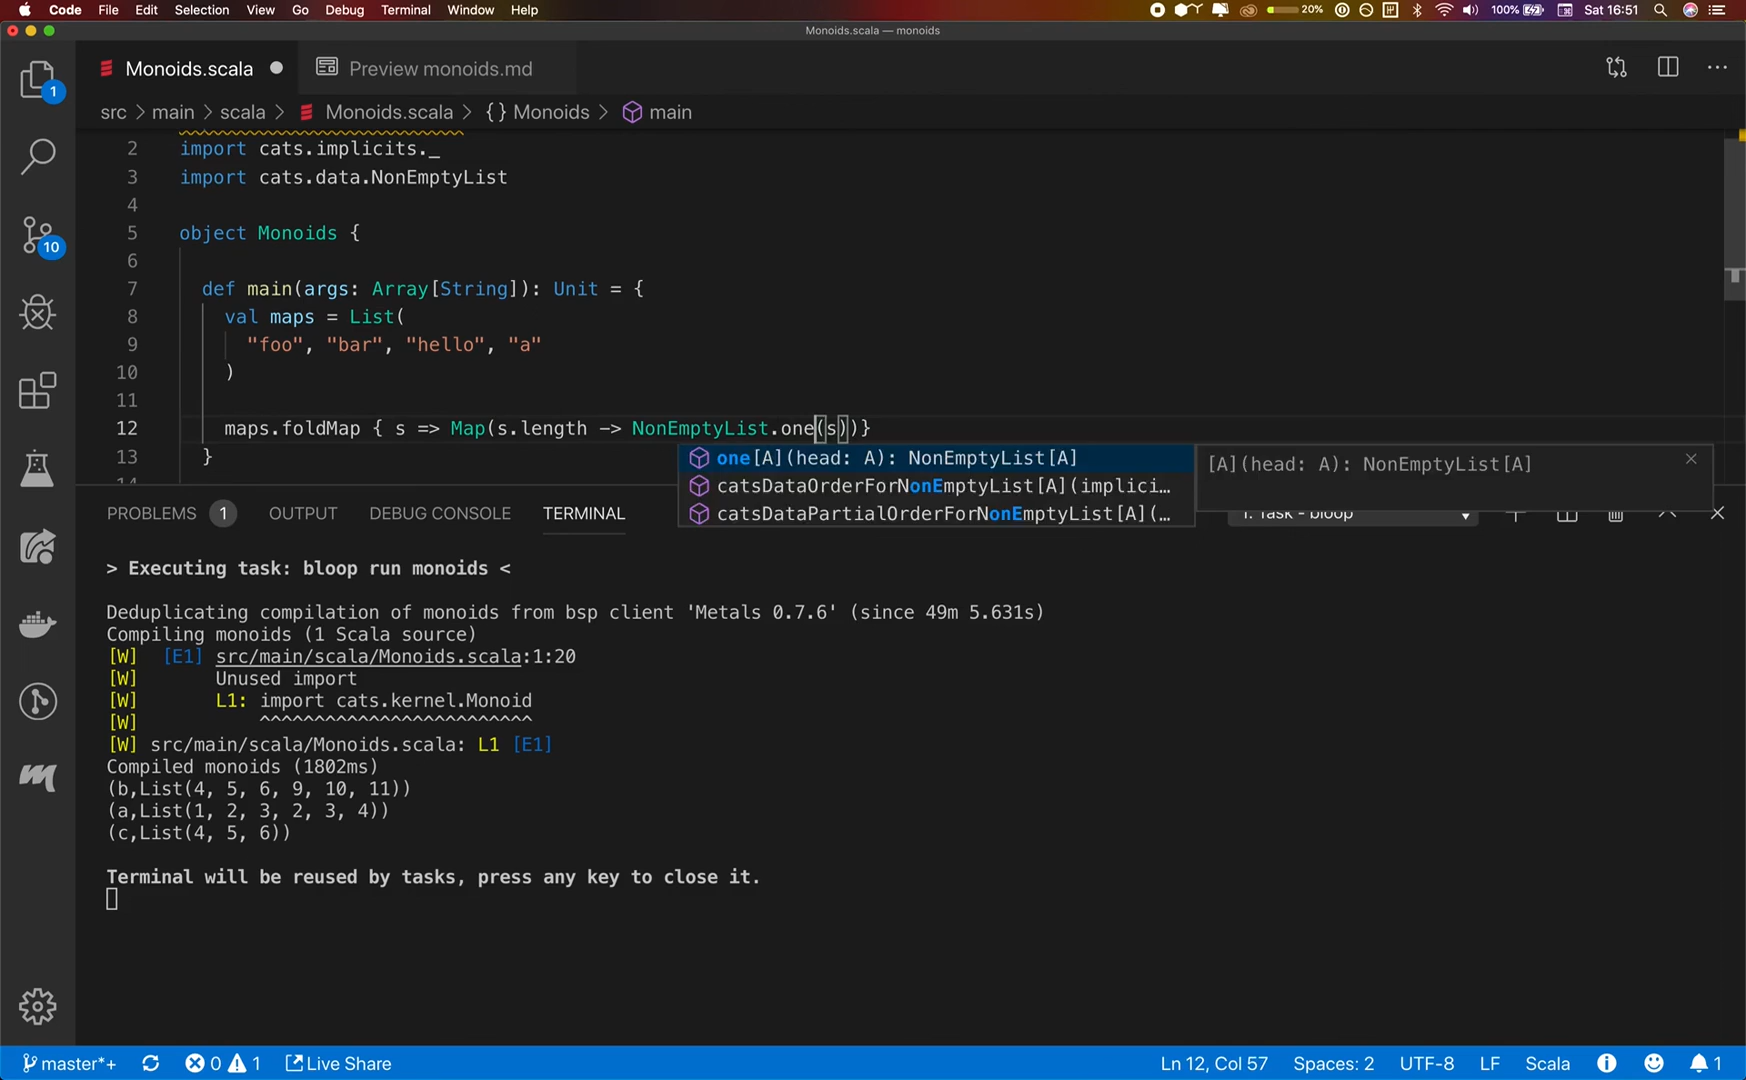 Code File Edit Selection View Go Debug Terminal Window Help 20% 100% Sat 16:51
Monoids.scala — monoids
Monoids.scala Preview monoids.md
1
src > main > scala > Monoids.scala > {} Monoids > main
2 import cats.implicits._
3 import cats.data.NonEmptyList
4
5 object Monoids {
6
7 def main(args: Array[String]): Unit = {
8 val maps = List(
9 "foo", "bar", "hello", "a"
10 )
11
12 maps.foldMap { s => Map(s.length -> NonEmptyList.one(s))}
13 }
10
one[A](head: A): NonEmptyList[A]
[A](head: A): NonEmptyList[A]
catsDataOrderForNonEmptyList[A](implici...
catsDataPartialOrderForNonEmptyList[A](...
PROBLEMS 1 OUTPUT DEBUG CONSOLE TERMINAL 1: Task - bloop
> Executing task: bloop run monoids <
Deduplicating compilation of monoids from bsp client 'Metals 0.7.6' (since 49m 5.631s)
Compiling monoids (1 Scala source)
[W] [E1] src/main/scala/Monoids.scala:1:20
[W] Unused import
[W] L1: import cats.kernel.Monoid
[W] ^^^^^^^^^^^^^^^^^^^^^^^^^
[W] src/main/scala/Monoids.scala: L1 [E1]
Compiled monoids (1802ms)
(b,List(4, 5, 6, 9, 10, 11))
(a,List(1, 2, 3, 2, 3, 4))
(c,List(4, 5, 6))
Terminal will be reused by tasks, press any key to close it.
master*+ 0 1 Live Share Ln 12, Col 57 Spaces: 2 UTF-8 LF Scala 1